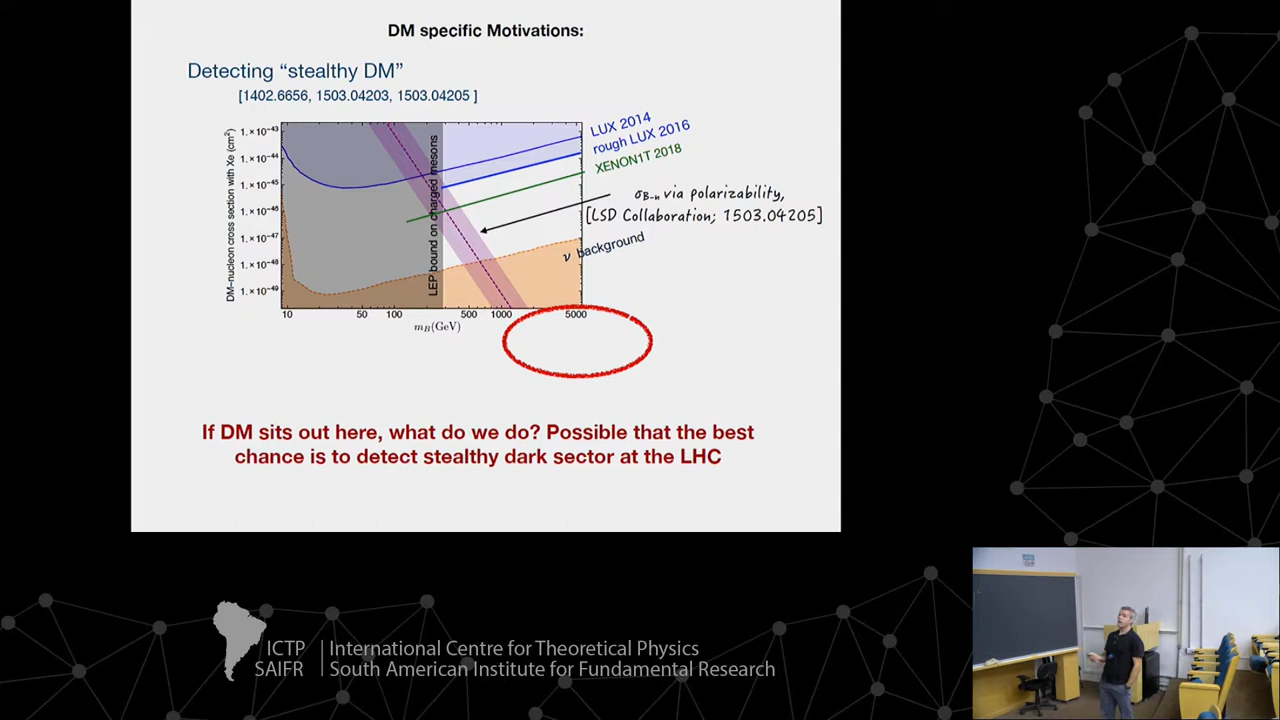 DM specific Motivations:
Detecting “stealthy DM”
[1402.6656, 1503.04203, 1503.04205 ]
DM-nucleon cross section with Xe (cm²)
1.×10⁻⁴³
1.×10⁻⁴⁴
1.×10⁻⁴⁵
1.×10⁻⁴⁶
1.×10⁻⁴⁷
1.×10⁻⁴⁸
1.×10⁻⁴⁹
LEP bound on charged mesons
LUX 2014
rough LUX 2016
XENON1T 2018
σB-n via polarizability,
[LSD Collaboration; 1503.04205]
ν background
10 50 100 500 1000 5000
mB(GeV)
If DM sits out here, what do we do? Possible that the best
chance is to detect stealthy dark sector at the LHC
ICTP
SAIFR
International Centre for Theoretical Physics
South American Institute for Fundamental Research